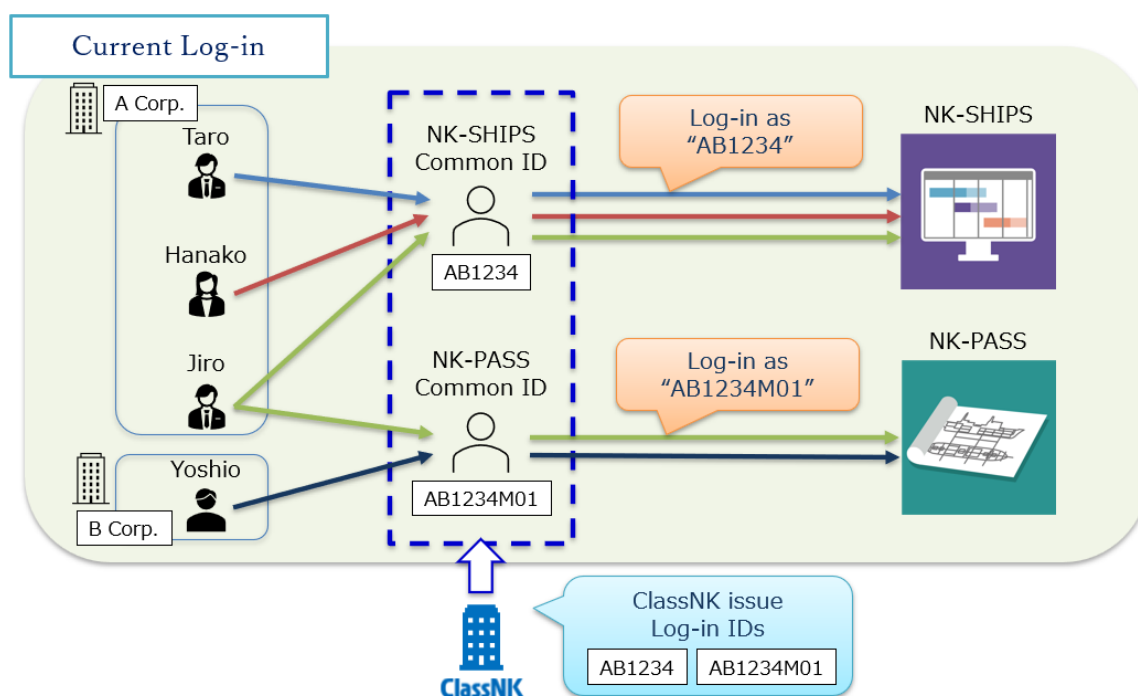 Current Log-in
A Corp.
Taro
Hanako
Jiro
Yoshio
B Corp.
NK-SHIPS
Common ID
AB1234
NK-PASS
Common ID
AB1234M01
Log-in as
“AB1234”
Log-in as
“AB1234M01”
NK-SHIPS
NK-PASS
ClassNK
ClassNK issue
Log-in IDs
AB1234
AB1234M01